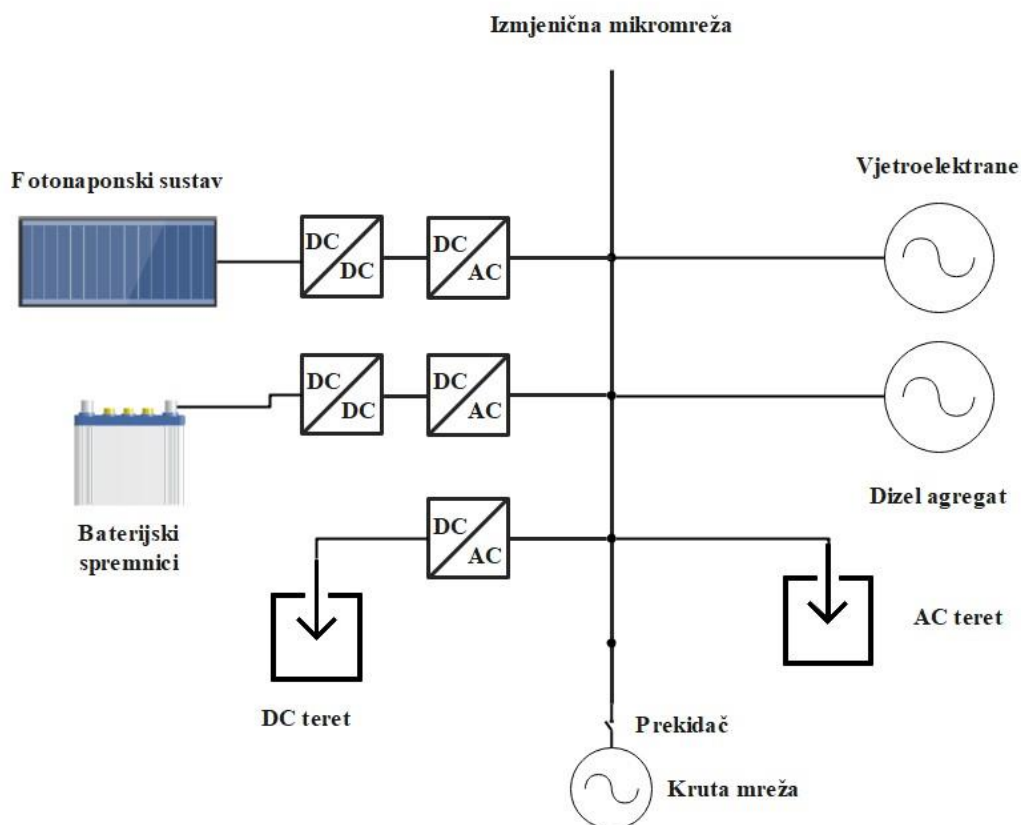 Izmjenična mikromreža
Fotonaponski sustav
Vjetroelektrane
DC
DC
DC
AC
DC
DC
DC
AC
Baterijski
spremnici
Dizel agregat
DC
AC
DC teret
AC teret
Prekidač
Kruta mreža